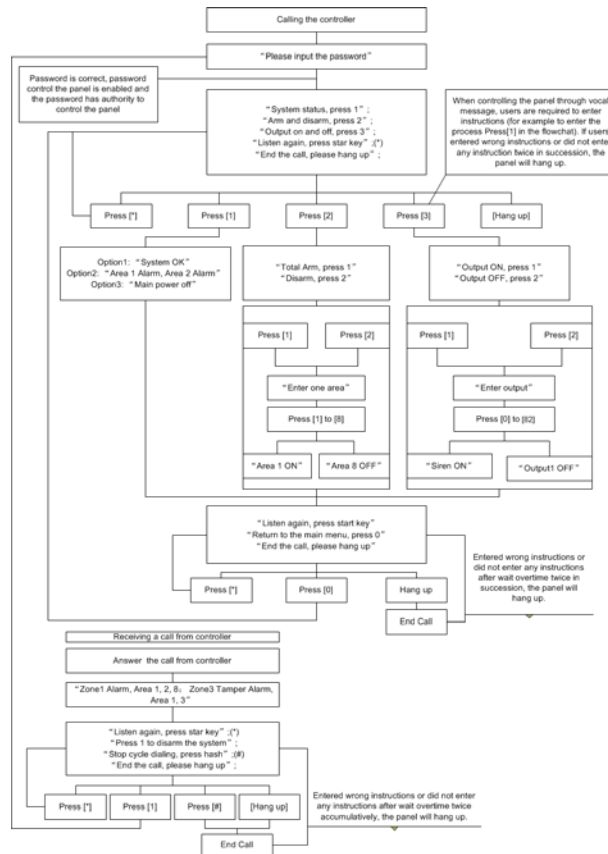 Calling the controller
“Please input the password”
Password is correct, password
control the panel is enabled and
the password has authority to
control the panel
“System status, press 1” ;
“Arm and disarm, press 2” ;
“Output on and off, press 3” ;
“Listen again, press star key” ;(*)
“End the call, please hang up” ;
When controlling the panel through vocal
message, users are required to enter
instructions (for example to enter the
process Press[1] in the flowchat). If users
entered wrong instructions or did not enter
any instruction twice in succession, the
panel will hang up.
Press [*]
Press [1]
Press [2]
Press [3]
[Hang up]
Option1: “System OK”
Option2: “Area 1 Alarm, Area 2 Alarm”
Option3: “Main power off”
“Total Arm, press 1”
“Disarm, press 2”
“Output ON, press 1”
“Output OFF, press 2”
Press [1]
Press [2]
Press [1]
Press [2]
“Enter one area”
“Enter output”
Press [1] to [8]
Press [0] to [82]
“Area 1 ON”
“Area 8 OFF”
“Siren ON”
“Output1 OFF”
“Listen again, press start key”
“Return to the main menu, press 0”
“End the call, please hang up”
Press [*]
Press [0]
Hang up
End Call
Entered wrong instructions or
did not enter any instructions
after wait overtime twice in
succession, the panel will
hang up.
Receiving a call from controller
Answer the call from controller
“Zone1 Alarm, Area 1, 2, 8; Zone3 Tamper Alarm,
Area 1, 3”
“Listen again, press star key” ;(*)
“Press 1 to disarm the system” ;
“Stop cycle dialing, press hash” ;(#)
“End the call, please hang up” ;
Press [*]
Press [1]
Press [#]
[Hang up]
End Call
Entered wrong instructions or did not enter
any instructions after wait overtime twice
accumulatively, the panel will hang up.